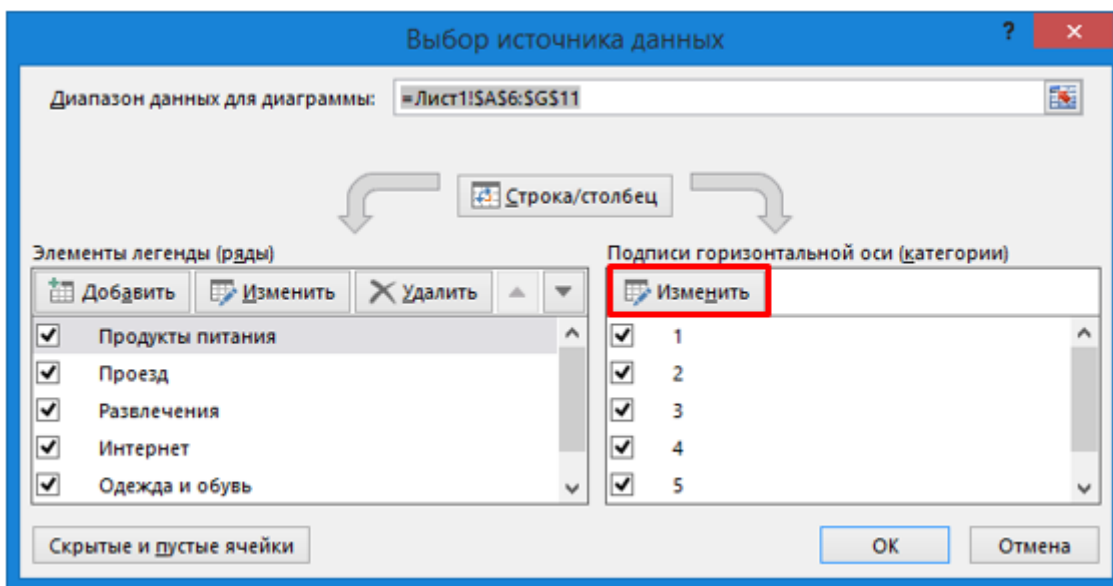 Выбор источника данных
?
Диапазон данных для диаграммы: =Лист1!$A$6:$G$11
Строка/столбец
Элементы легенды (ряды)
Добавить Изменить Удалить
Продукты питания
Проезд
Развлечения
Интернет
Одежда и обувь
Подписи горизонтальной оси (категории)
Изменить
1
2
3
4
5
Скрытые и пустые ячейки
ОК Отмена